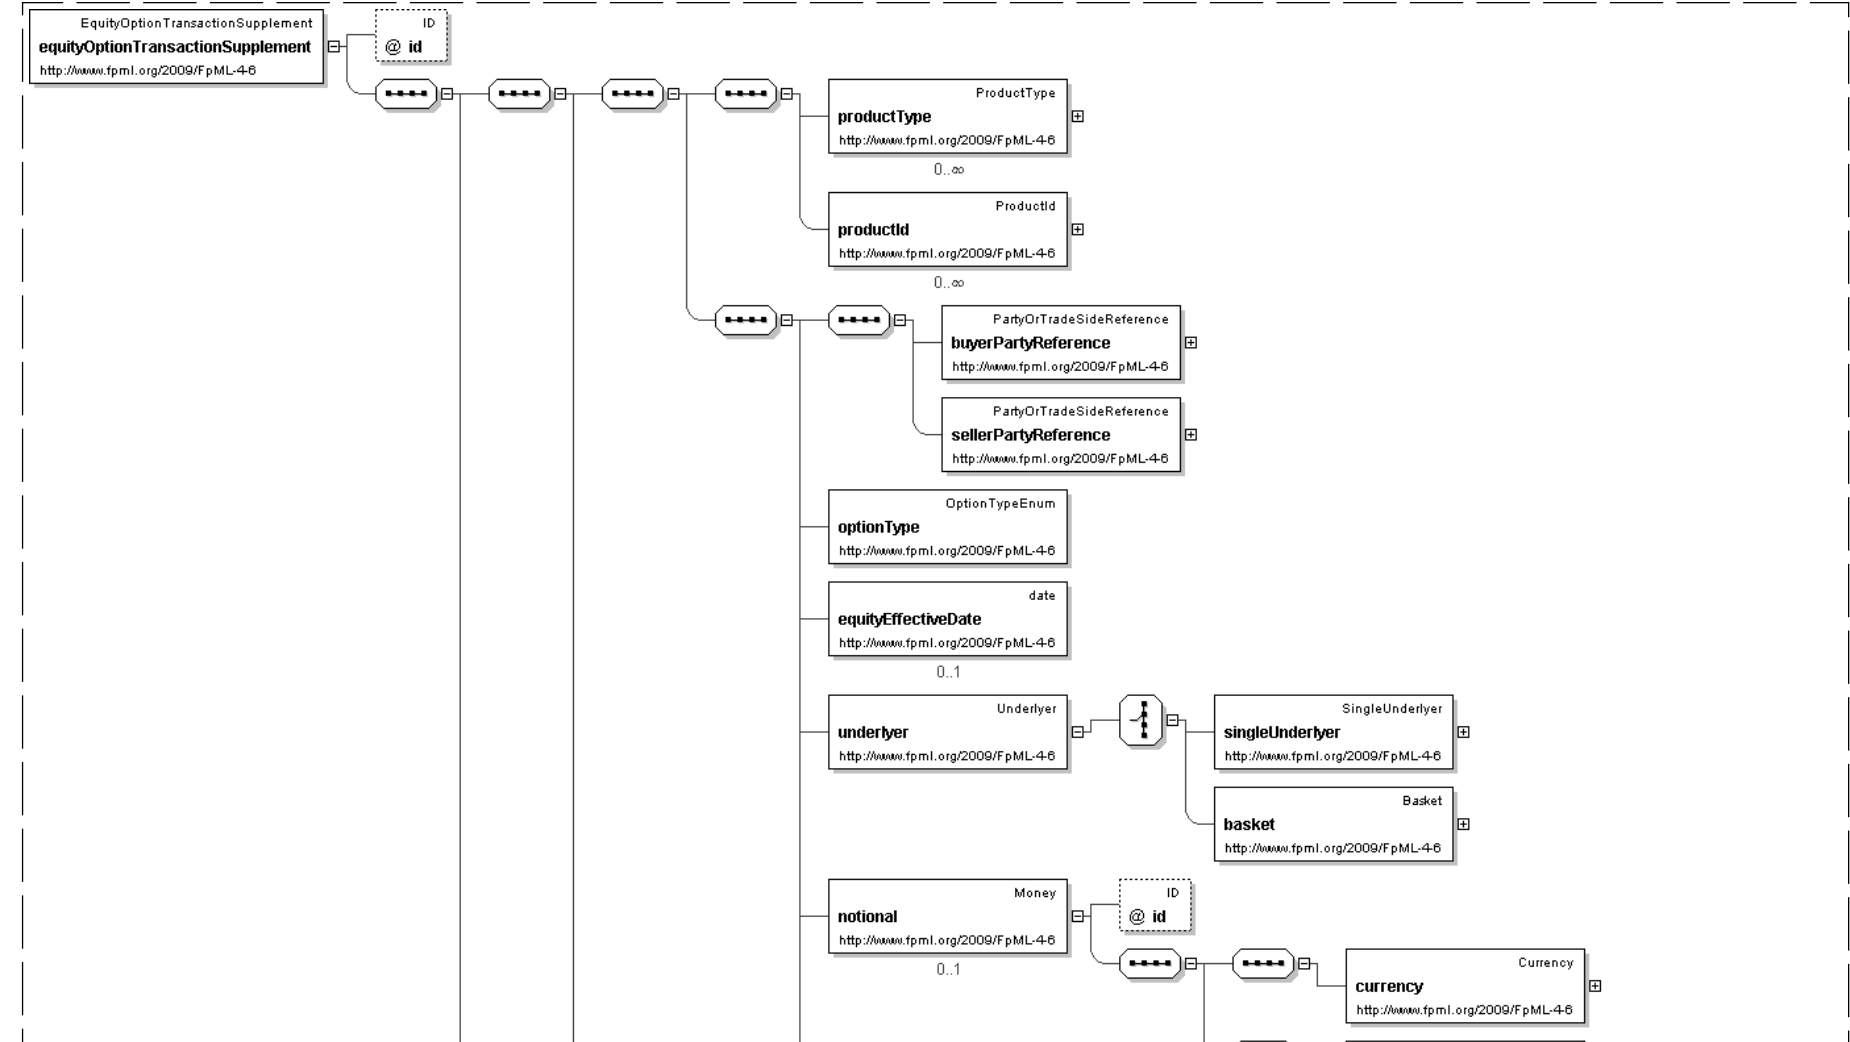 EquityOptionTransactionSupplement
equityOptionTransactionSupplement
http://www.fpml.org/2009/FpML-4-6
ID
@ id
ProductType
productType
http://www.fpml.org/2009/FpML-4-6
0..∞
ProductId
productId
http://www.fpml.org/2009/FpML-4-6
0..∞
PartyOrTradeSideReference
buyerPartyReference
http://www.fpml.org/2009/FpML-4-6
PartyOrTradeSideReference
sellerPartyReference
http://www.fpml.org/2009/FpML-4-6
OptionTypeEnum
optionType
http://www.fpml.org/2009/FpML-4-6
date
equityEffectiveDate
http://www.fpml.org/2009/FpML-4-6
0..1
Underlyer
underlyer
http://www.fpml.org/2009/FpML-4-6
SingleUnderlyer
singleUnderlyer
http://www.fpml.org/2009/FpML-4-6
Basket
basket
http://www.fpml.org/2009/FpML-4-6
Money
notional
http://www.fpml.org/2009/FpML-4-6
0..1
ID
@ id
Currency
currency
http://www.fpml.org/2009/FpML-4-6